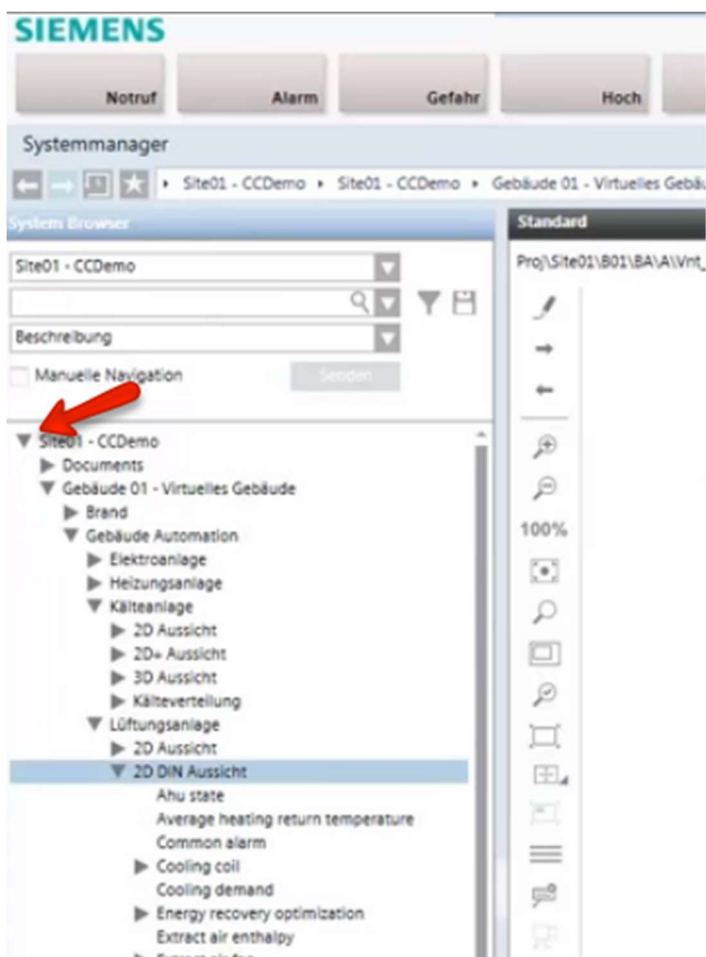 SIEMENS
Notruf Alarm Gefahr Hoch
Systemmanager
Site01 - CCDemo Site01 - CCDemo Gebäude 01 - Virtuelles
System Browser Standard
Site01 - CCDemo
Proj\Site01\B01\BA\A\Vnt_
Beschreibung
Manuelle Navigation Senden
Site01 - CCDemo
Documents
Gebäude 01 - Virtuelles Gebäude
Brand
Gebäude Automation
100%
Elektroanlage
Heizungsanlage
Kälteanlage
2D Aussicht
2D+ Aussicht
3D Aussicht
Kälteverteilung
Lüftungsanlage
2D Aussicht
2D DIN Aussicht
Ahu state
Average heating return temperature
Common alarm
Cooling coil
Cooling demand
Energy recovery optimization
Extract air enthalpy
Extract air fan